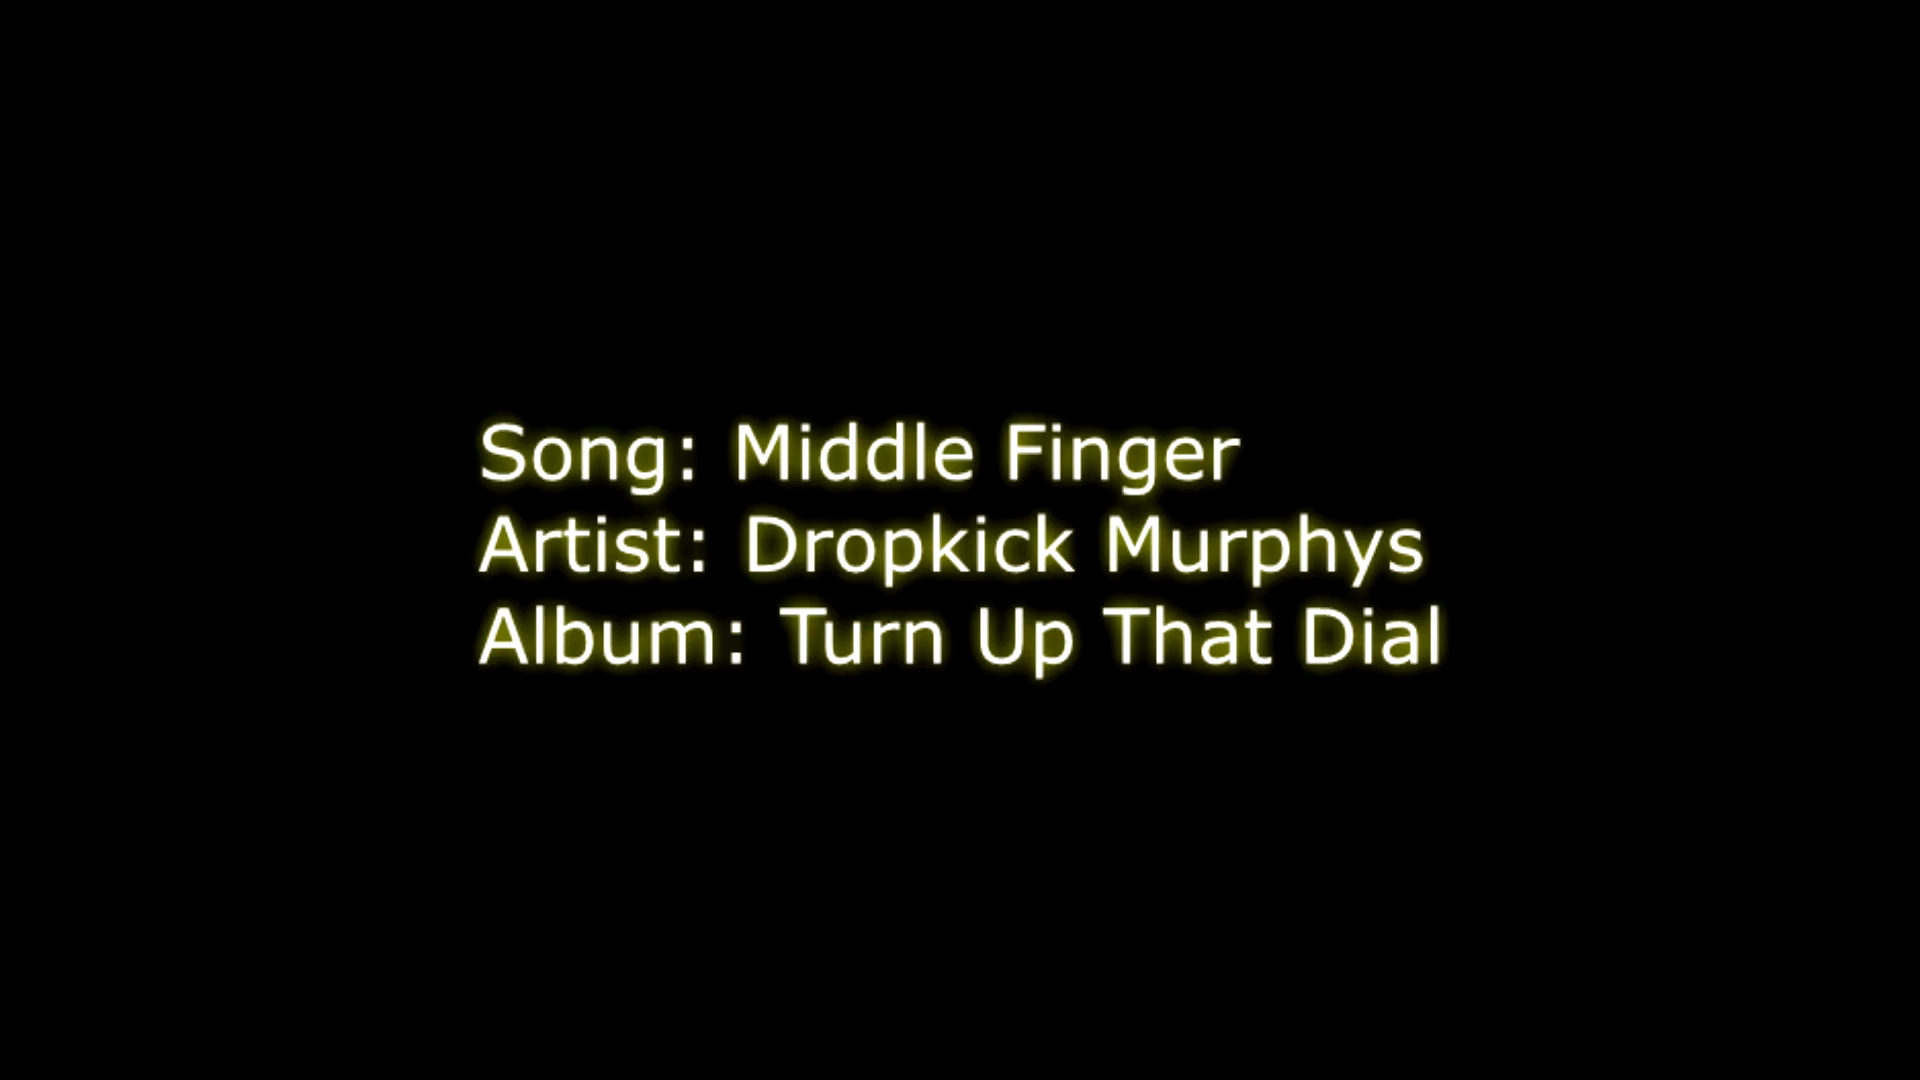 Song: Middle Finger
Artist: Dropkick Murphys
Album: Turn Up That Dial